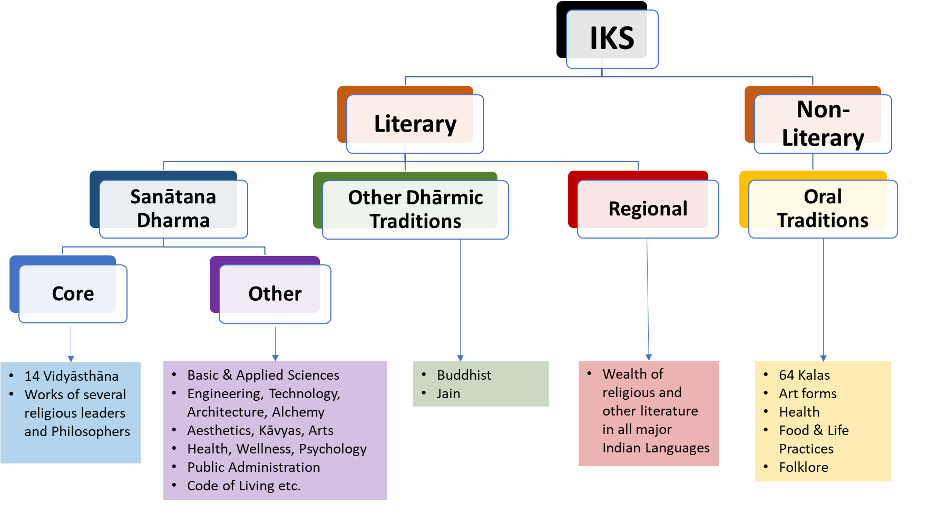 IKS
Literary
Non-
Literary
Sanātana
Dharma
Other Dhārmic
Traditions
Regional
Oral
Traditions
Core
Other
• 14 Vidyāsthāna
• Works of several
religious leaders
and Philosophers
• Basic & Applied Sciences
• Engineering, Technology,
Architecture, Alchemy
• Aesthetics, Kāvyas, Arts
• Health, Wellness, Psychology
• Public Administration
• Code of Living etc.
• Buddhist
• Jain
• Wealth of
religious and
other literature
in all major
Indian Languages
• 64 Kalas
• Art forms
• Health
• Food & Life
Practices
• Folklore